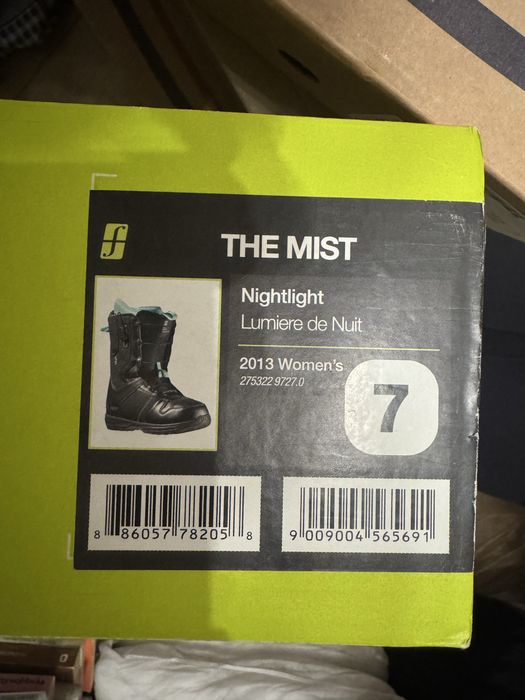 f
THE MIST
Nightlight
Lumiere de Nuit
2013 Women's
275322 9727.0
7
8 86057 78205 8
9 009004 565691